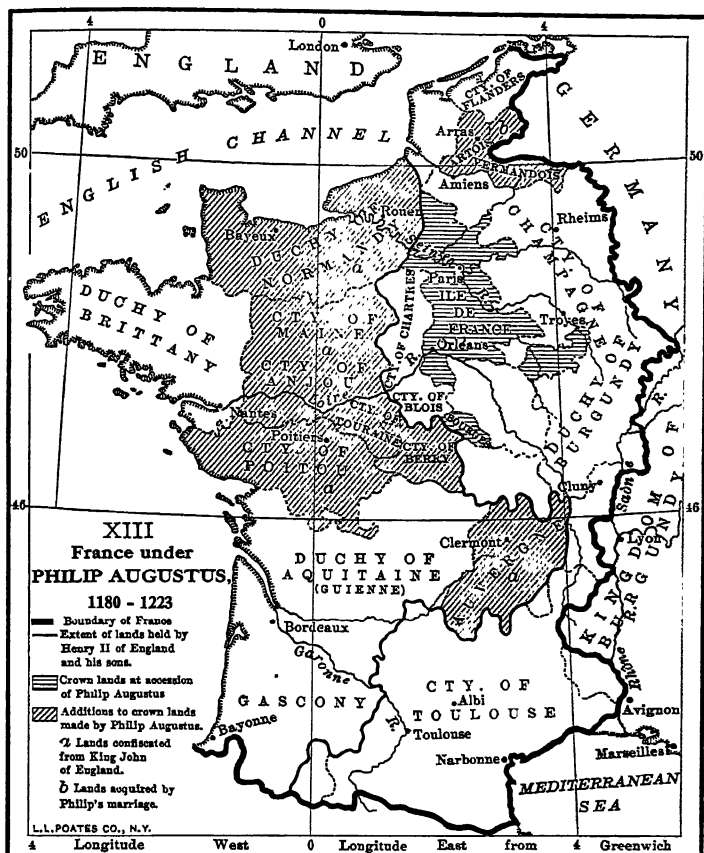 4 0 4
London
ENGLAND
ENGLISH CHANNEL
GERMANY
50 50
CTY. OF
FLANDERS
Arras b
ARTOIS
VERMANDOIS
Amiens
Rouen
Rheims
Bayeux
DUCHY OF
NORMANDY
a
Seine R.
CTY. OF
CHAMPAGNE
Paris
ILE
DE
FRANCE
Troyes
Orléans
CTY. OF CHARTRES
DUCHY OF
BRITTANY
CTY. OF
MAINE
a
CTY. OF
ANJOU
a
Loire R.
CTY. OF
BLOIS
Nantes
CTY. OF
TOURAINE
Poitiers
CTY. OF
POITOU
a
CTY. OF
BERRY
BOURBON
DUCHY OF
BURGUNDY
Cluny
Saône R.
46 46
Lyon
KINGDOM OF
BURGUNDY
Clermont
AUVERGNE
a
DUCHY OF
AQUITAINE
(GUIENNE)
Bordeaux
Garonne R.
GASCONY
Bayonne
CTY. OF
TOULOUSE
Albi
Toulouse
Narbonne
Rhône
Avignon
Marseilles
MEDITERRANEAN
SEA
XIII
France under
PHILIP AUGUSTUS,
1180 - 1223
Boundary of France
Extent of lands held by
Henry II of England
and his sons.
Crown lands at accession
of Philip Augustus
Additions to crown lands
made by Philip Augustus.
a Lands confiscated
from King John
of England.
b Lands acquired by
Philip's marriage.
L.L.POATES CO., N.Y.
4 Longitude West 0 Longitude East from 4 Greenwich